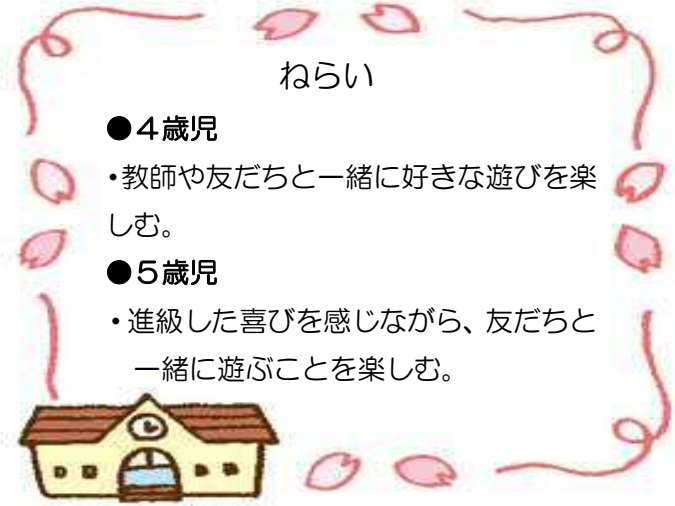 ねらい
●４歳児
・教師や友だちと一緒に好きな遊びを楽
しむ。
●５歳児
・進級した喜びを感じながら、友だちと
一緒に遊ぶことを楽しむ。